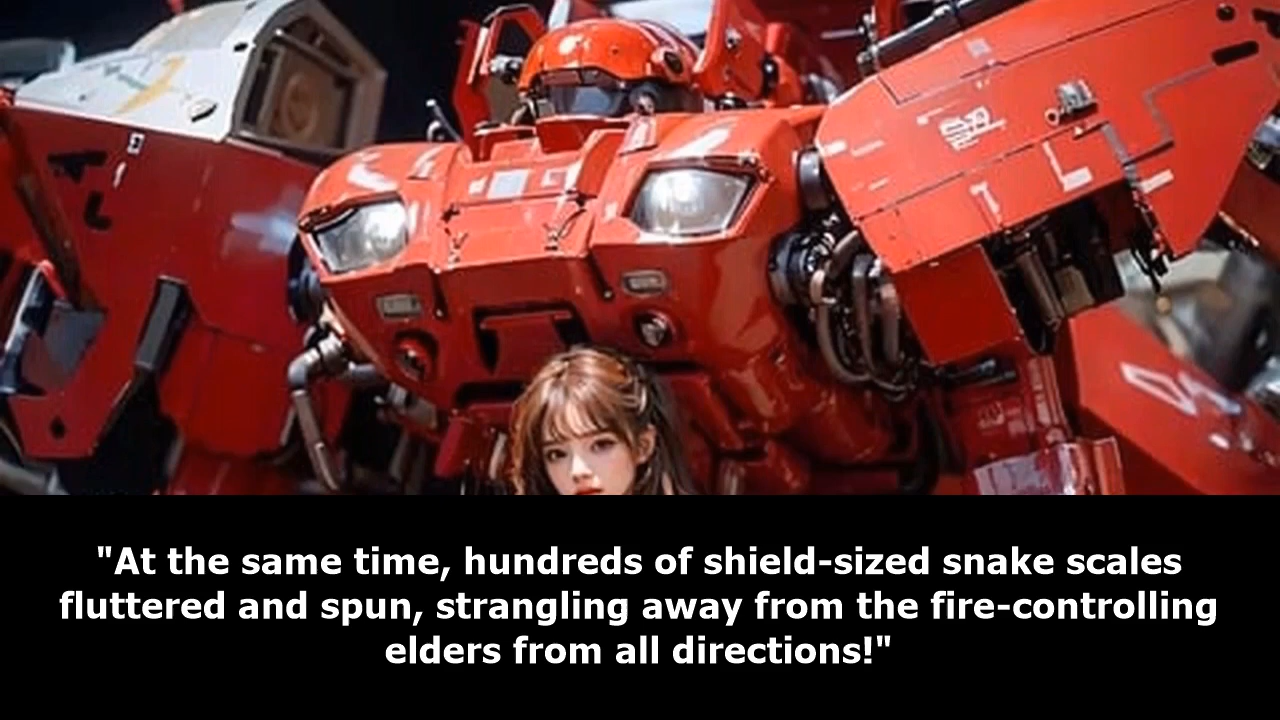 "At the same time, hundreds of shield-sized snake scales
fluttered and spun, strangling away from the fire-controlling
elders from all directions!"